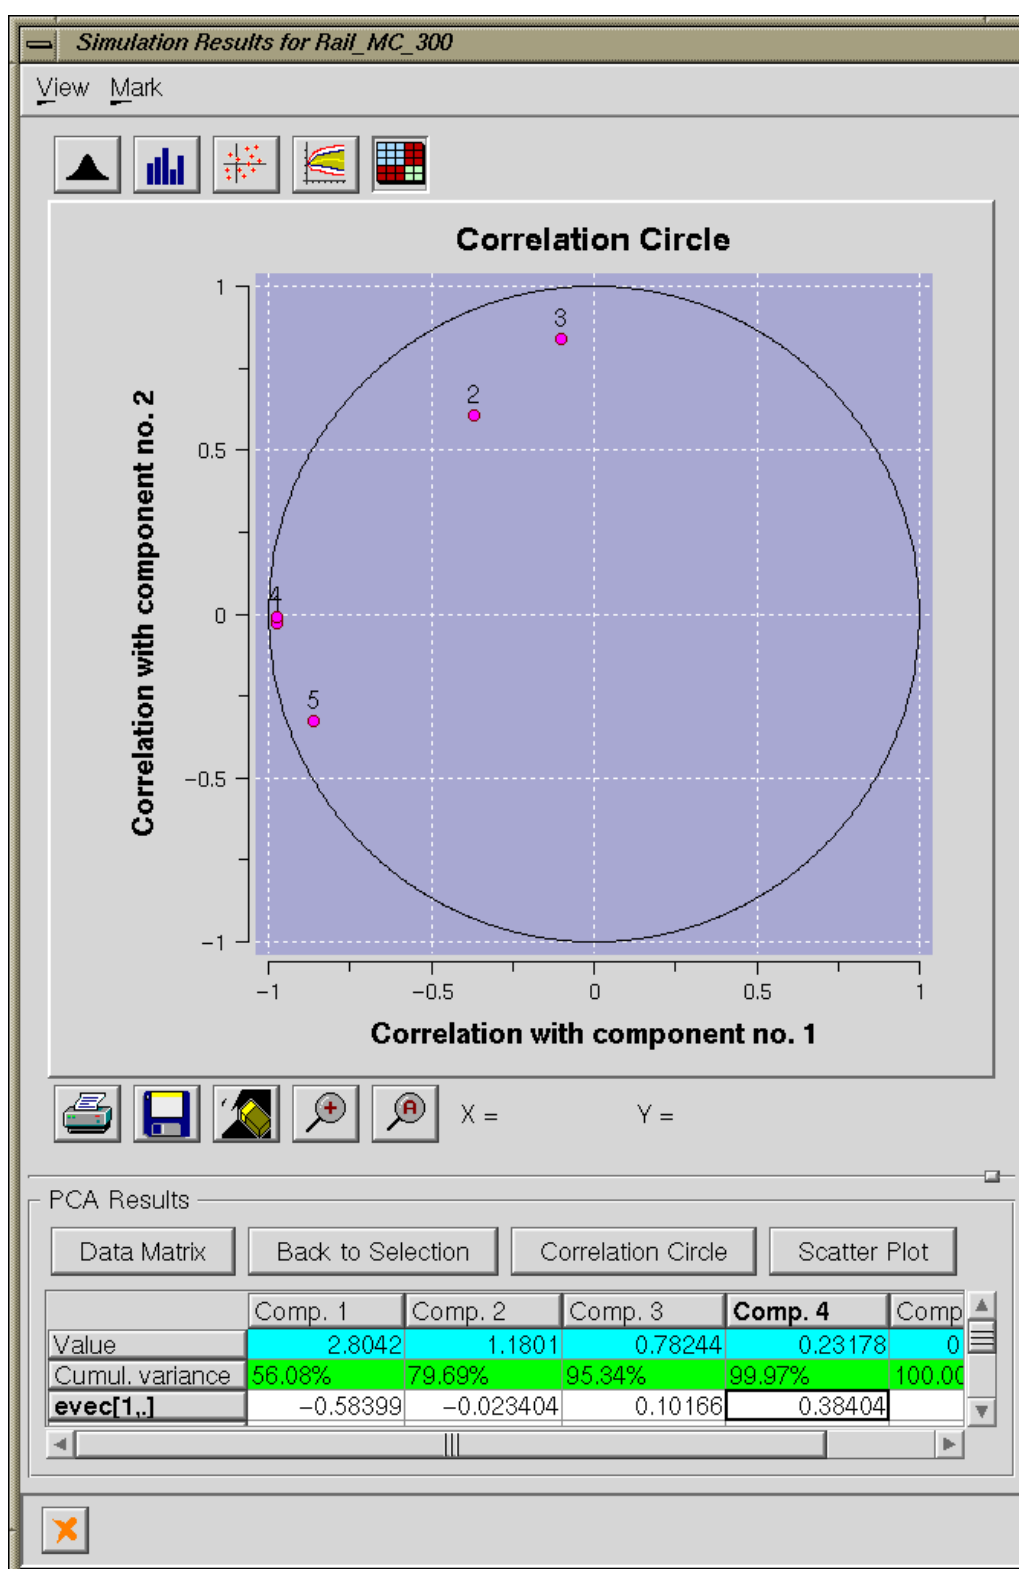 Simulation Results for Rail_MC_300
View Mark
Correlation Circle
Correlation with component no. 2
1
0.5
0
−0.5
−1
3
2
4
5
−1 −0.5 0 0.5 1
Correlation with component no. 1
X = Y =
PCA Results
Data Matrix Back to Selection Correlation Circle Scatter Plot
Comp. 1 Comp. 2 Comp. 3 Comp. 4 Comp
Value 2.8042 1.1801 0.78244 0.23178 0
Cumul. variance 56.08% 79.69% 95.34% 99.97% 100.00
evec[1,.] −0.58399 −0.023404 0.10166 0.38404